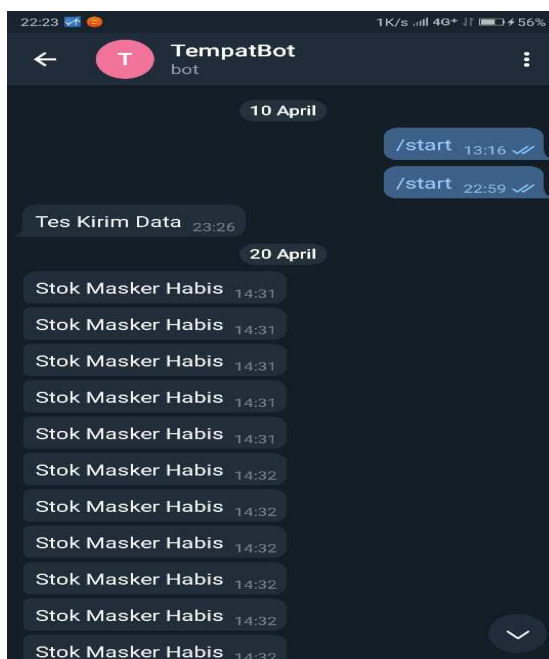 22:23 1K/s 4G+ 56%
T TempatBot
bot
10 April
/start 13:16
/start 22:59
Tes Kirim Data 23:26
20 April
Stok Masker Habis 14:31
Stok Masker Habis 14:31
Stok Masker Habis 14:31
Stok Masker Habis 14:31
Stok Masker Habis 14:31
Stok Masker Habis 14:32
Stok Masker Habis 14:32
Stok Masker Habis 14:32
Stok Masker Habis 14:32
Stok Masker Habis 14:32
Stok Masker Habis 14:32